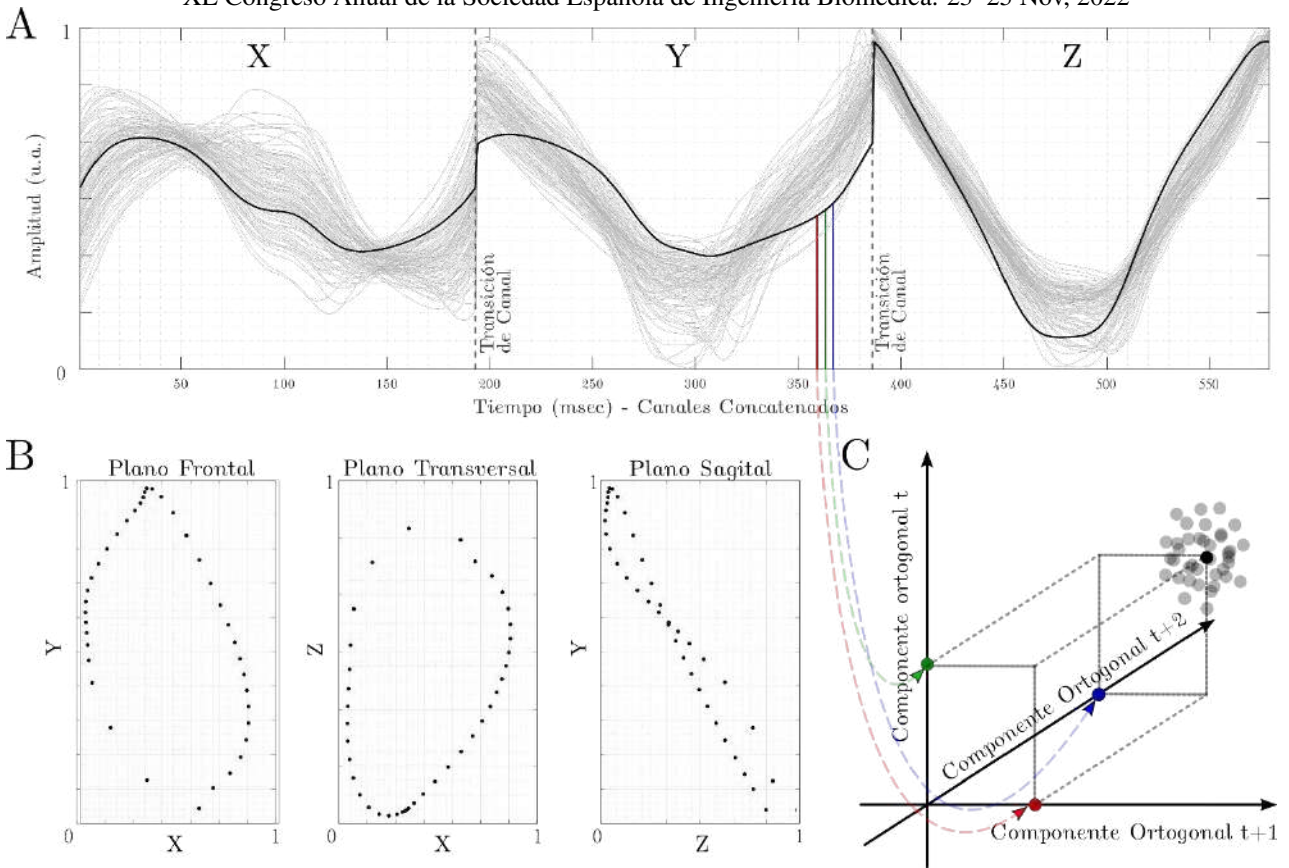 XL Congreso Anual de la Sociedad Española de Ingeniería Biomédica. 23–25 Nov, 2022
A
X
Y
Z
1
0
Amplitud (u.a.)
Transición
de Canal
Transición
de Canal
50
100
150
200
250
300
350
400
450
500
550
Tiempo (msec) - Canales Concatenados
B
Plano Frontal
1
Y
0
X
1
Plano Transversal
1
Z
0
X
1
Plano Sagital
1
Y
0
Z
1
C
Componente ortogonal t
Componente Ortogonal t+2
Componente Ortogonal t+1